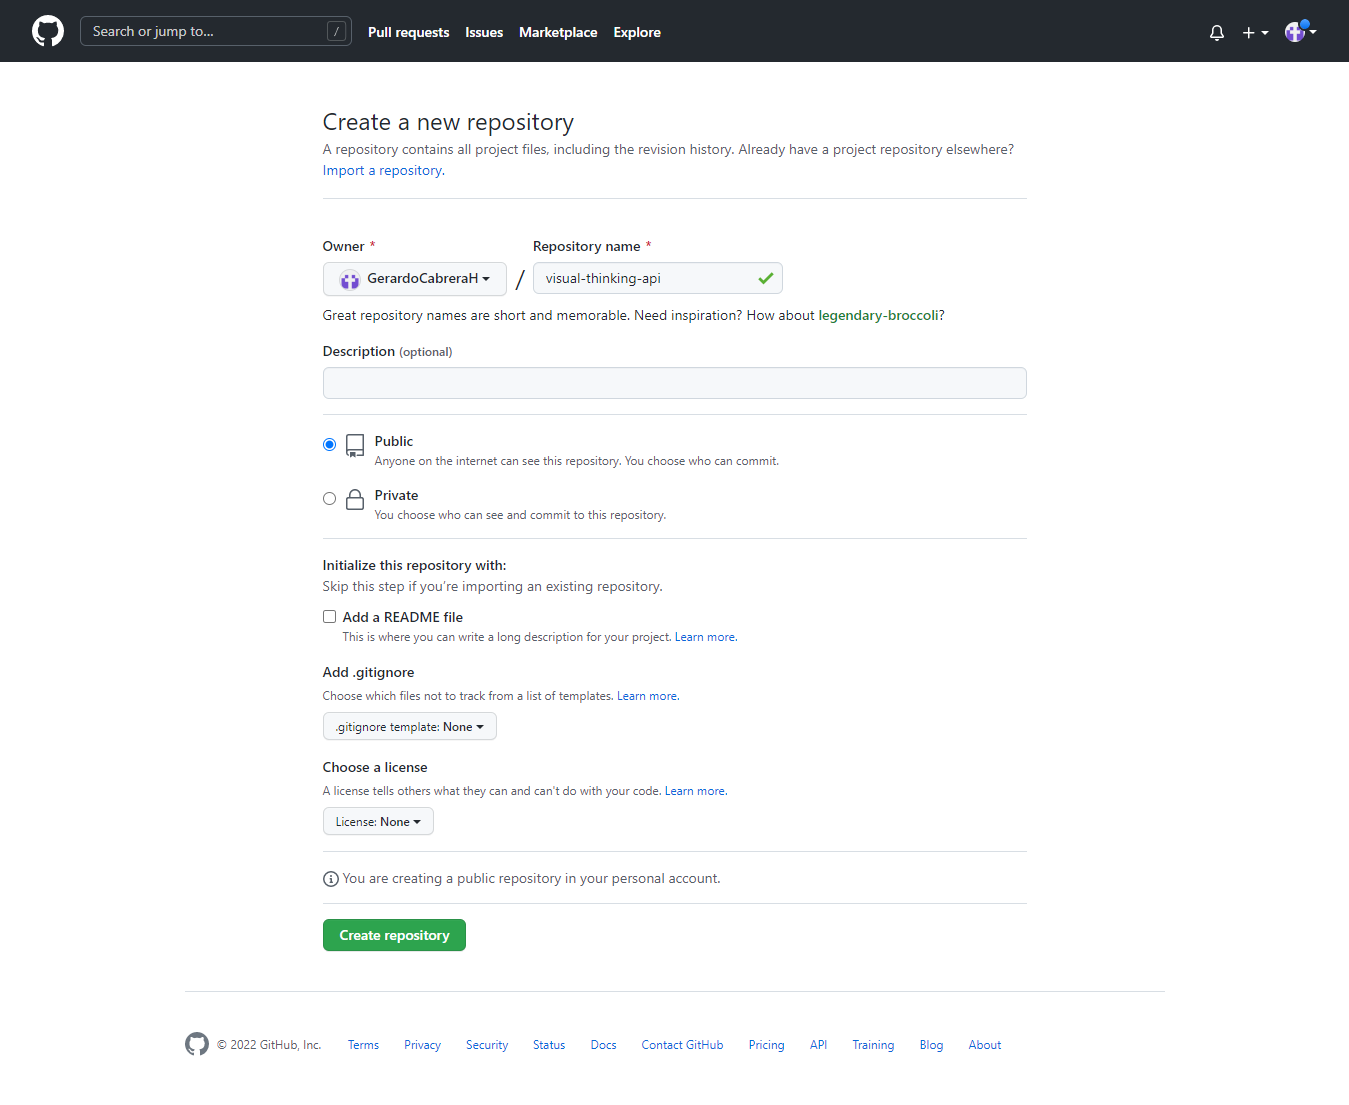 Search or jump to... /
Pull requests Issues Marketplace Explore
Create a new repository
A repository contains all project files, including the revision history. Already have a project repository elsewhere?
Import a repository.
Owner * Repository name *
GerardoCabreraH / visual-thinking-api
Great repository names are short and memorable. Need inspiration? How about legendary-broccoli?
Description (optional)
Public
Anyone on the internet can see this repository. You choose who can commit.
Private
You choose who can see and commit to this repository.
Initialize this repository with:
Skip this step if you're importing an existing repository.
Add a README file
This is where you can write a long description for your project. Learn more.
Add .gitignore
Choose which files not to track from a list of templates. Learn more.
.gitignore template: None
Choose a license
A license tells others what they can and can't do with your code. Learn more.
License: None
You are creating a public repository in your personal account.
Create repository
© 2022 GitHub, Inc. Terms Privacy Security Status Docs Contact GitHub Pricing API Training Blog About